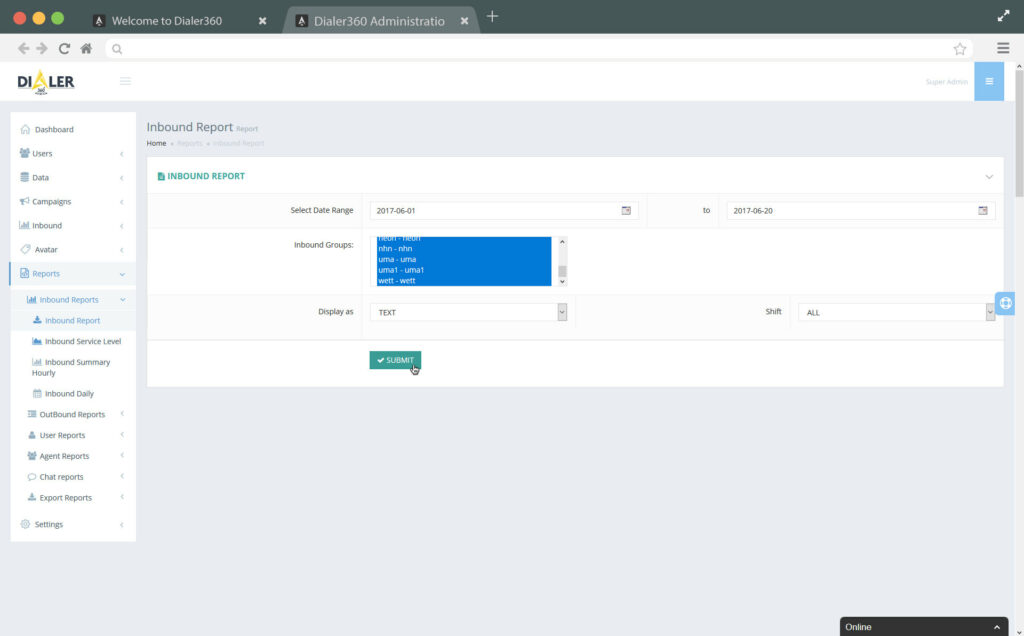 Welcome to Dialer360
Dialer360 Administratio
DIALER
360
Super Admin
Dashboard
Users
Data
Campaigns
Inbound
Avatar
Reports
Inbound Reports
Inbound Report
Inbound Service Level
Inbound Summary
Hourly
Inbound Daily
OutBound Reports
User Reports
Agent Reports
Chat reports
Export Reports
Settings
Inbound Report Report
Home • Reports • Inbound Report
INBOUND REPORT
Select Date Range 2017-06-01 to 2017-06-20
Inbound Groups:
neon - neon
nhn - nhn
uma - uma
uma1 - uma1
wett - wett
Display as TEXT Shift ALL
SUBMIT
Online